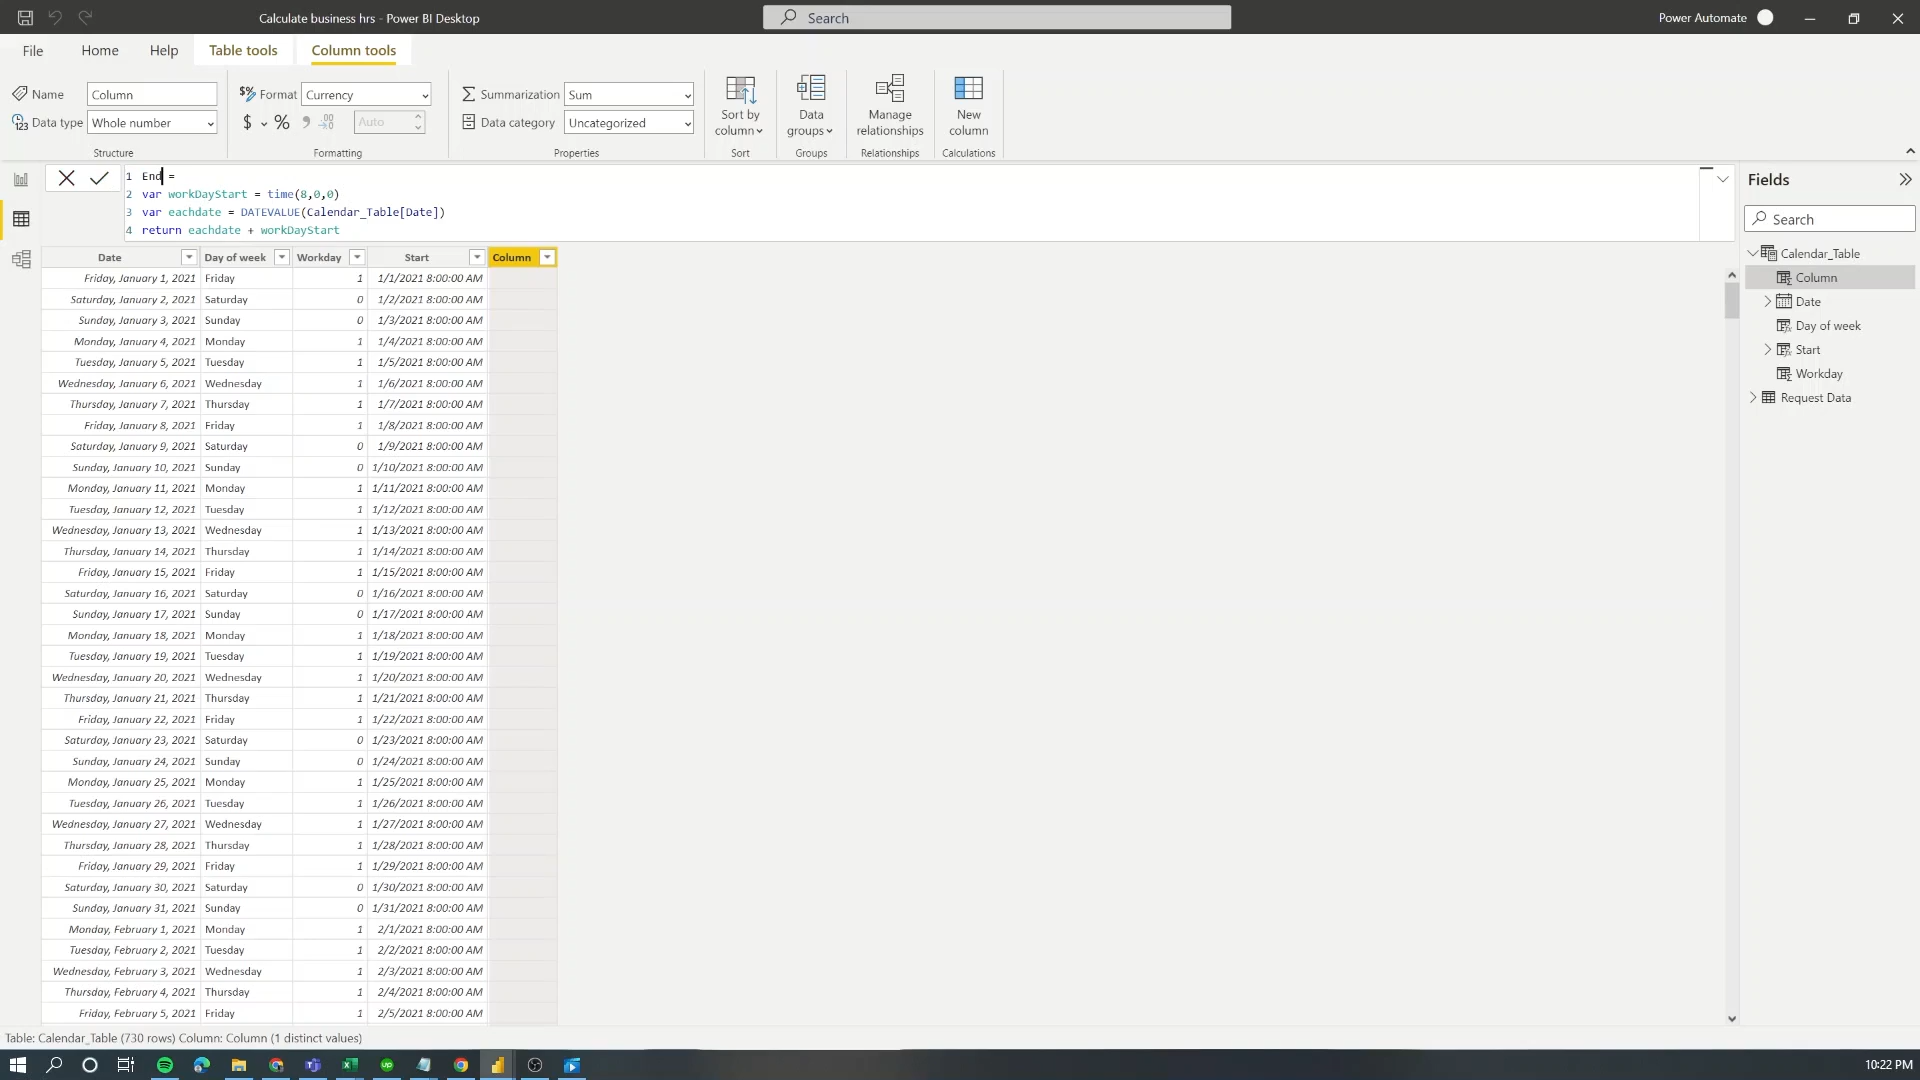 Calculate business hrs - Power BI Desktop
Search
Power Automate
File Home Help Table tools Column tools
Name Column
Data type Whole number
Structure
$% Format Currency
$ % Auto
Formatting
Summarization Sum
Data category Uncategorized
Properties
Sort by column
Sort
Data groups
Groups
Manage relationships
Relationships
New column
Calculations
1 End =
2 var workDayStart = time(8,0,0)
3 var eachdate = DATEVALUE(Calendar_Table[Date])
4 return eachdate + workDayStart
Date Day of week Workday Start Column
Friday, January 1, 2021 Friday 1 1/1/2021 8:00:00 AM
Saturday, January 2, 2021 Saturday 0 1/2/2021 8:00:00 AM
Sunday, January 3, 2021 Sunday 0 1/3/2021 8:00:00 AM
Monday, January 4, 2021 Monday 1 1/4/2021 8:00:00 AM
Tuesday, January 5, 2021 Tuesday 1 1/5/2021 8:00:00 AM
Wednesday, January 6, 2021 Wednesday 1 1/6/2021 8:00:00 AM
Thursday, January 7, 2021 Thursday 1 1/7/2021 8:00:00 AM
Friday, January 8, 2021 Friday 1 1/8/2021 8:00:00 AM
Saturday, January 9, 2021 Saturday 0 1/9/2021 8:00:00 AM
Sunday, January 10, 2021 Sunday 0 1/10/2021 8:00:00 AM
Monday, January 11, 2021 Monday 1 1/11/2021 8:00:00 AM
Tuesday, January 12, 2021 Tuesday 1 1/12/2021 8:00:00 AM
Wednesday, January 13, 2021 Wednesday 1 1/13/2021 8:00:00 AM
Thursday, January 14, 2021 Thursday 1 1/14/2021 8:00:00 AM
Friday, January 15, 2021 Friday 1 1/15/2021 8:00:00 AM
Saturday, January 16, 2021 Saturday 0 1/16/2021 8:00:00 AM
Sunday, January 17, 2021 Sunday 0 1/17/2021 8:00:00 AM
Monday, January 18, 2021 Monday 1 1/18/2021 8:00:00 AM
Tuesday, January 19, 2021 Tuesday 1 1/19/2021 8:00:00 AM
Wednesday, January 20, 2021 Wednesday 1 1/20/2021 8:00:00 AM
Thursday, January 21, 2021 Thursday 1 1/21/2021 8:00:00 AM
Friday, January 22, 2021 Friday 1 1/22/2021 8:00:00 AM
Saturday, January 23, 2021 Saturday 0 1/23/2021 8:00:00 AM
Sunday, January 24, 2021 Sunday 0 1/24/2021 8:00:00 AM
Monday, January 25, 2021 Monday 1 1/25/2021 8:00:00 AM
Tuesday, January 26, 2021 Tuesday 1 1/26/2021 8:00:00 AM
Wednesday, January 27, 2021 Wednesday 1 1/27/2021 8:00:00 AM
Thursday, January 28, 2021 Thursday 1 1/28/2021 8:00:00 AM
Friday, January 29, 2021 Friday 1 1/29/2021 8:00:00 AM
Saturday, January 30, 2021 Saturday 0 1/30/2021 8:00:00 AM
Sunday, January 31, 2021 Sunday 0 1/31/2021 8:00:00 AM
Monday, February 1, 2021 Monday 1 2/1/2021 8:00:00 AM
Tuesday, February 2, 2021 Tuesday 1 2/2/2021 8:00:00 AM
Wednesday, February 3, 2021 Wednesday 1 2/3/2021 8:00:00 AM
Thursday, February 4, 2021 Thursday 1 2/4/2021 8:00:00 AM
Friday, February 5, 2021 Friday 1 2/5/2021 8:00:00 AM
Fields
Search
Calendar_Table
Column
Date
Day of week
Start
Workday
Request Data
Table: Calendar_Table (730 rows) Column: Column (1 distinct values)
10:22 PM